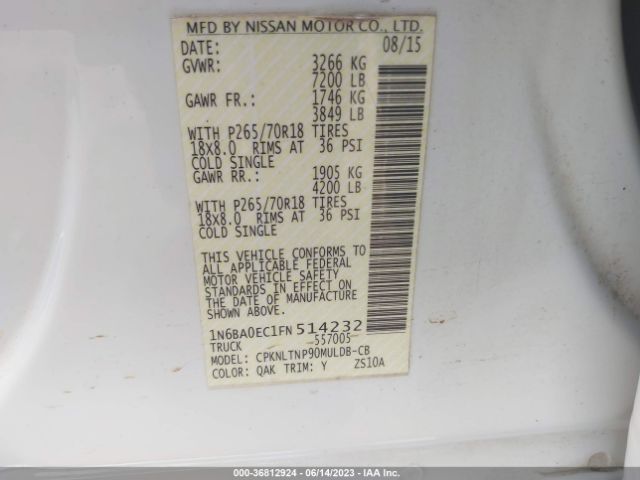 MFD BY NISSAN MOTOR CO., LTD.
DATE: 08/15
GVWR: 3266 KG
7200 LB
GAWR FR.: 1746 KG
3849 LB
WITH P265/70R18 TIRES
18X8.0 RIMS AT 36 PSI
COLD SINGLE
GAWR RR.: 1905 KG
4200 LB
WITH P265/70R18 TIRES
18X8.0 RIMS AT 36 PSI
COLD SINGLE
THIS VEHICLE CONFORMS TO
ALL APPLICABLE FEDERAL
MOTOR VEHICLE SAFETY
STANDARDS IN EFFECT ON
THE DATE OF MANUFACTURE
SHOWN ABOVE.
1N6BA0EC1FN 514232
TRUCK 557005
MODEL: CPKNLTNP90MULDB-CB
COLOR: QAK TRIM: Y ZS10A
000-36812924 | 06/14/2023 | IAA Inc.